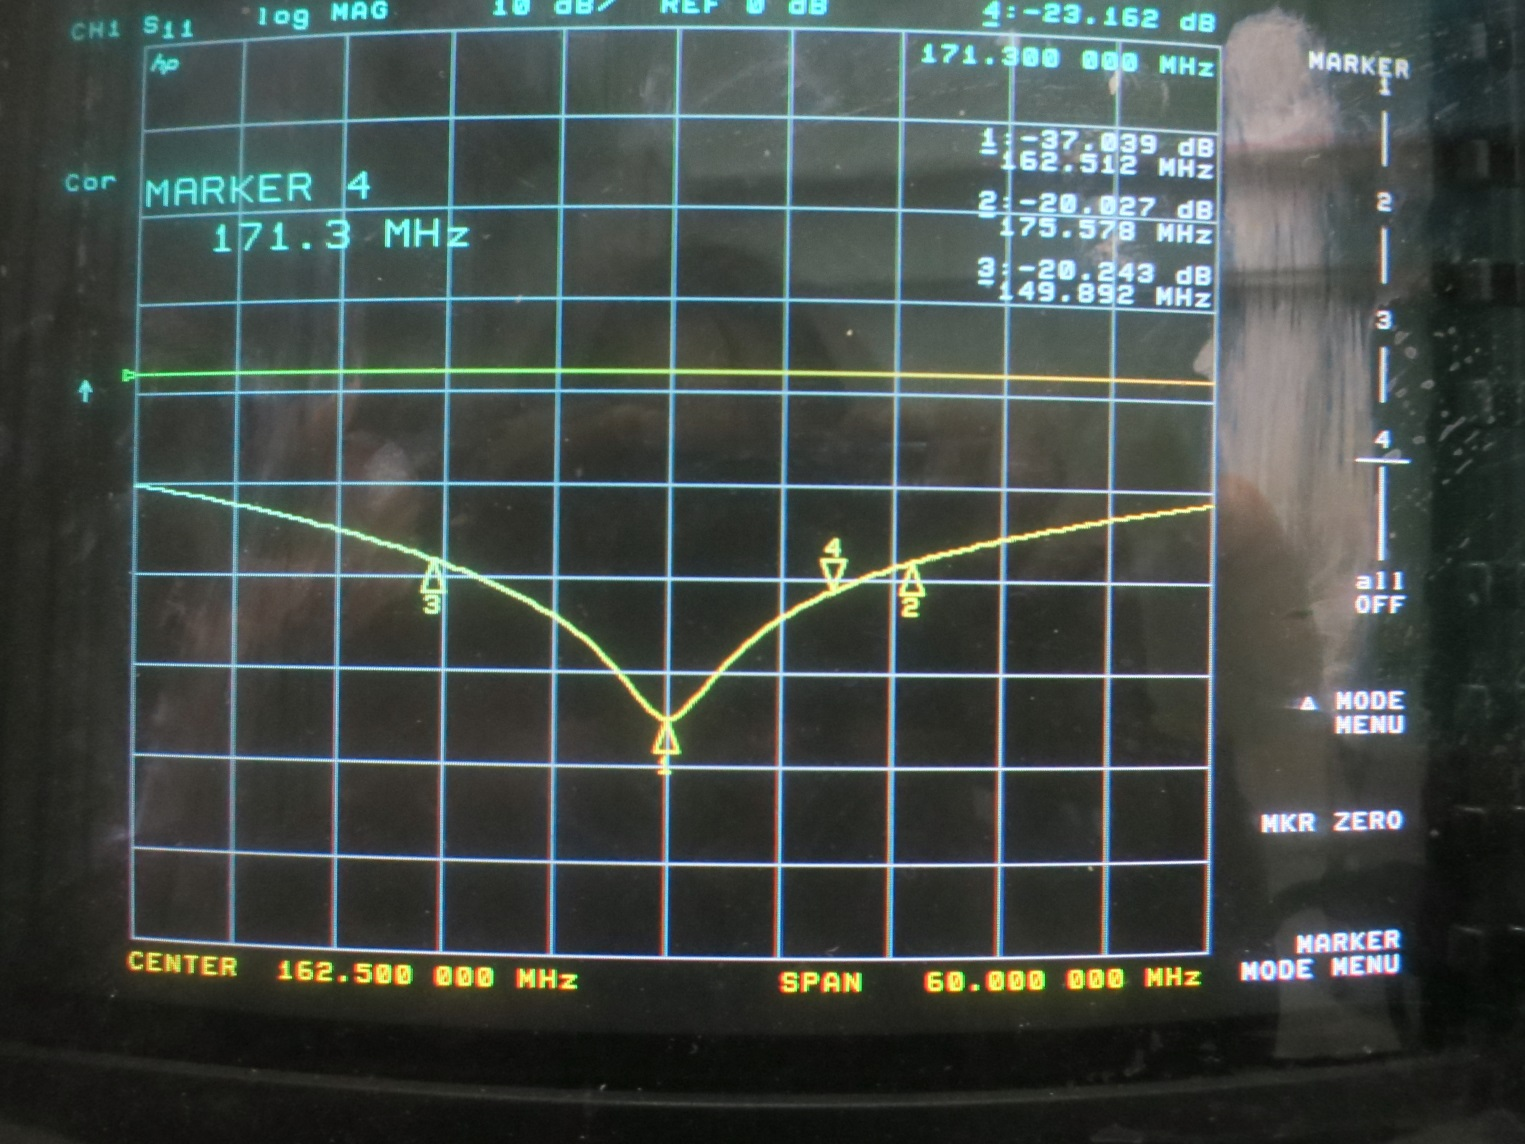 CH1 S11 log MAG 10 dB/ REF 0 dB 4:-23.162 dB
hp
171.300 000 MHz
MARKER 1
1:-37.039 dB
162.512 MHz
Cor
MARKER 4
171.3 MHz
2:-20.027 dB
175.578 MHz
2
3:-20.243 dB
149.892 MHz
3
4
4
3
2
1
all
OFF
Δ MODE
MENU
MKR ZERO
MARKER
MODE MENU
CENTER 162.500 000 MHz SPAN 60.000 000 MHz